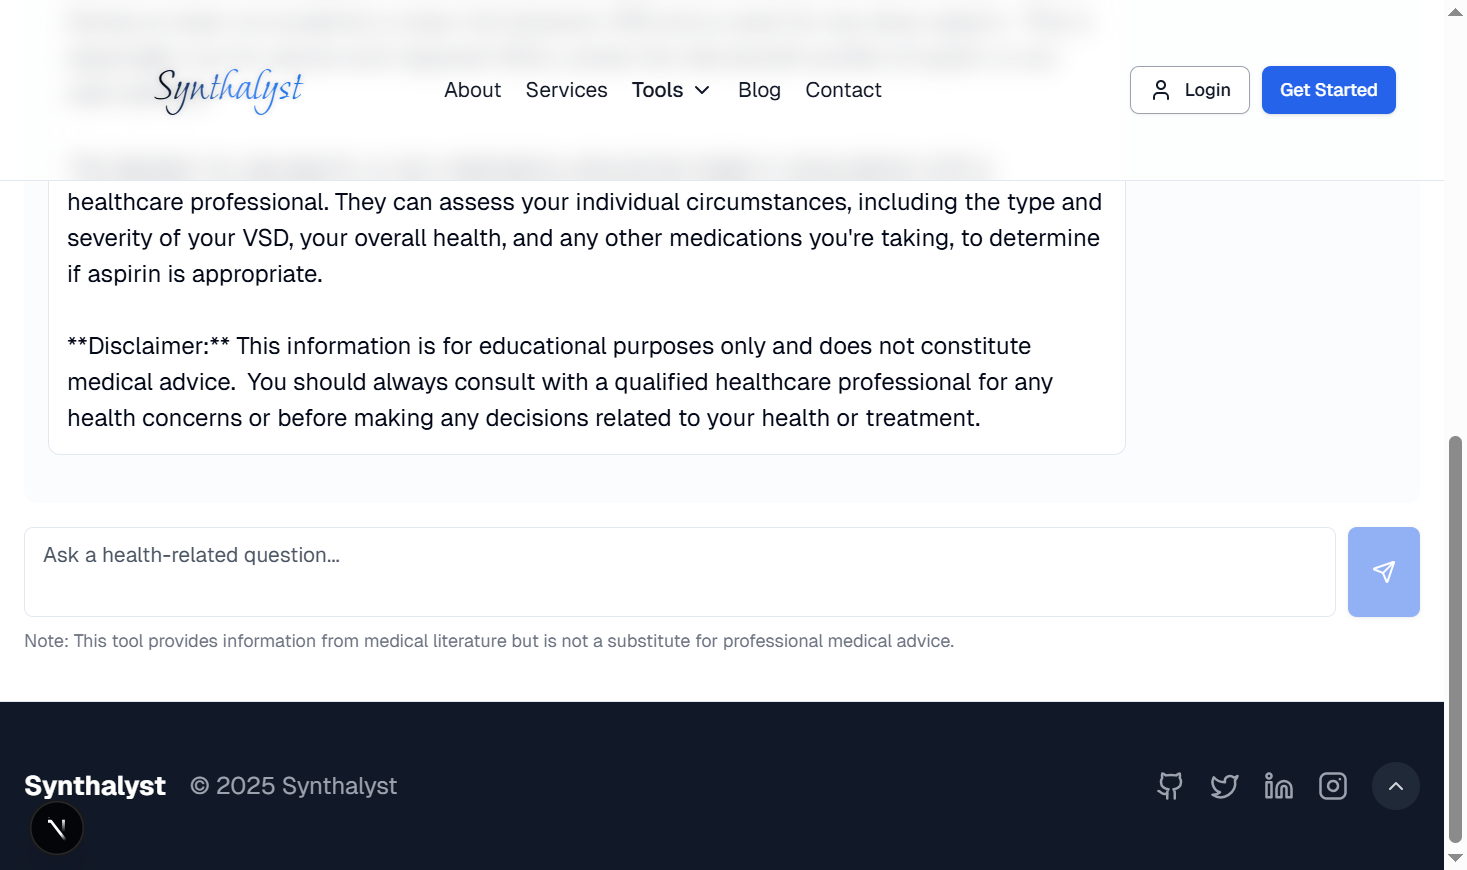 Synthalyst
About
Services
Tools
Blog
Contact
Login
Get Started
healthcare professional. They can assess your individual circumstances, including the type and
severity of your VSD, your overall health, and any other medications you're taking, to determine
if aspirin is appropriate.
**Disclaimer:** This information is for educational purposes only and does not constitute
medical advice.  You should always consult with a qualified healthcare professional for any
health concerns or before making any decisions related to your health or treatment.
Ask a health-related question...
Note: This tool provides information from medical literature but is not a substitute for professional medical advice.
Synthalyst © 2025 Synthalyst